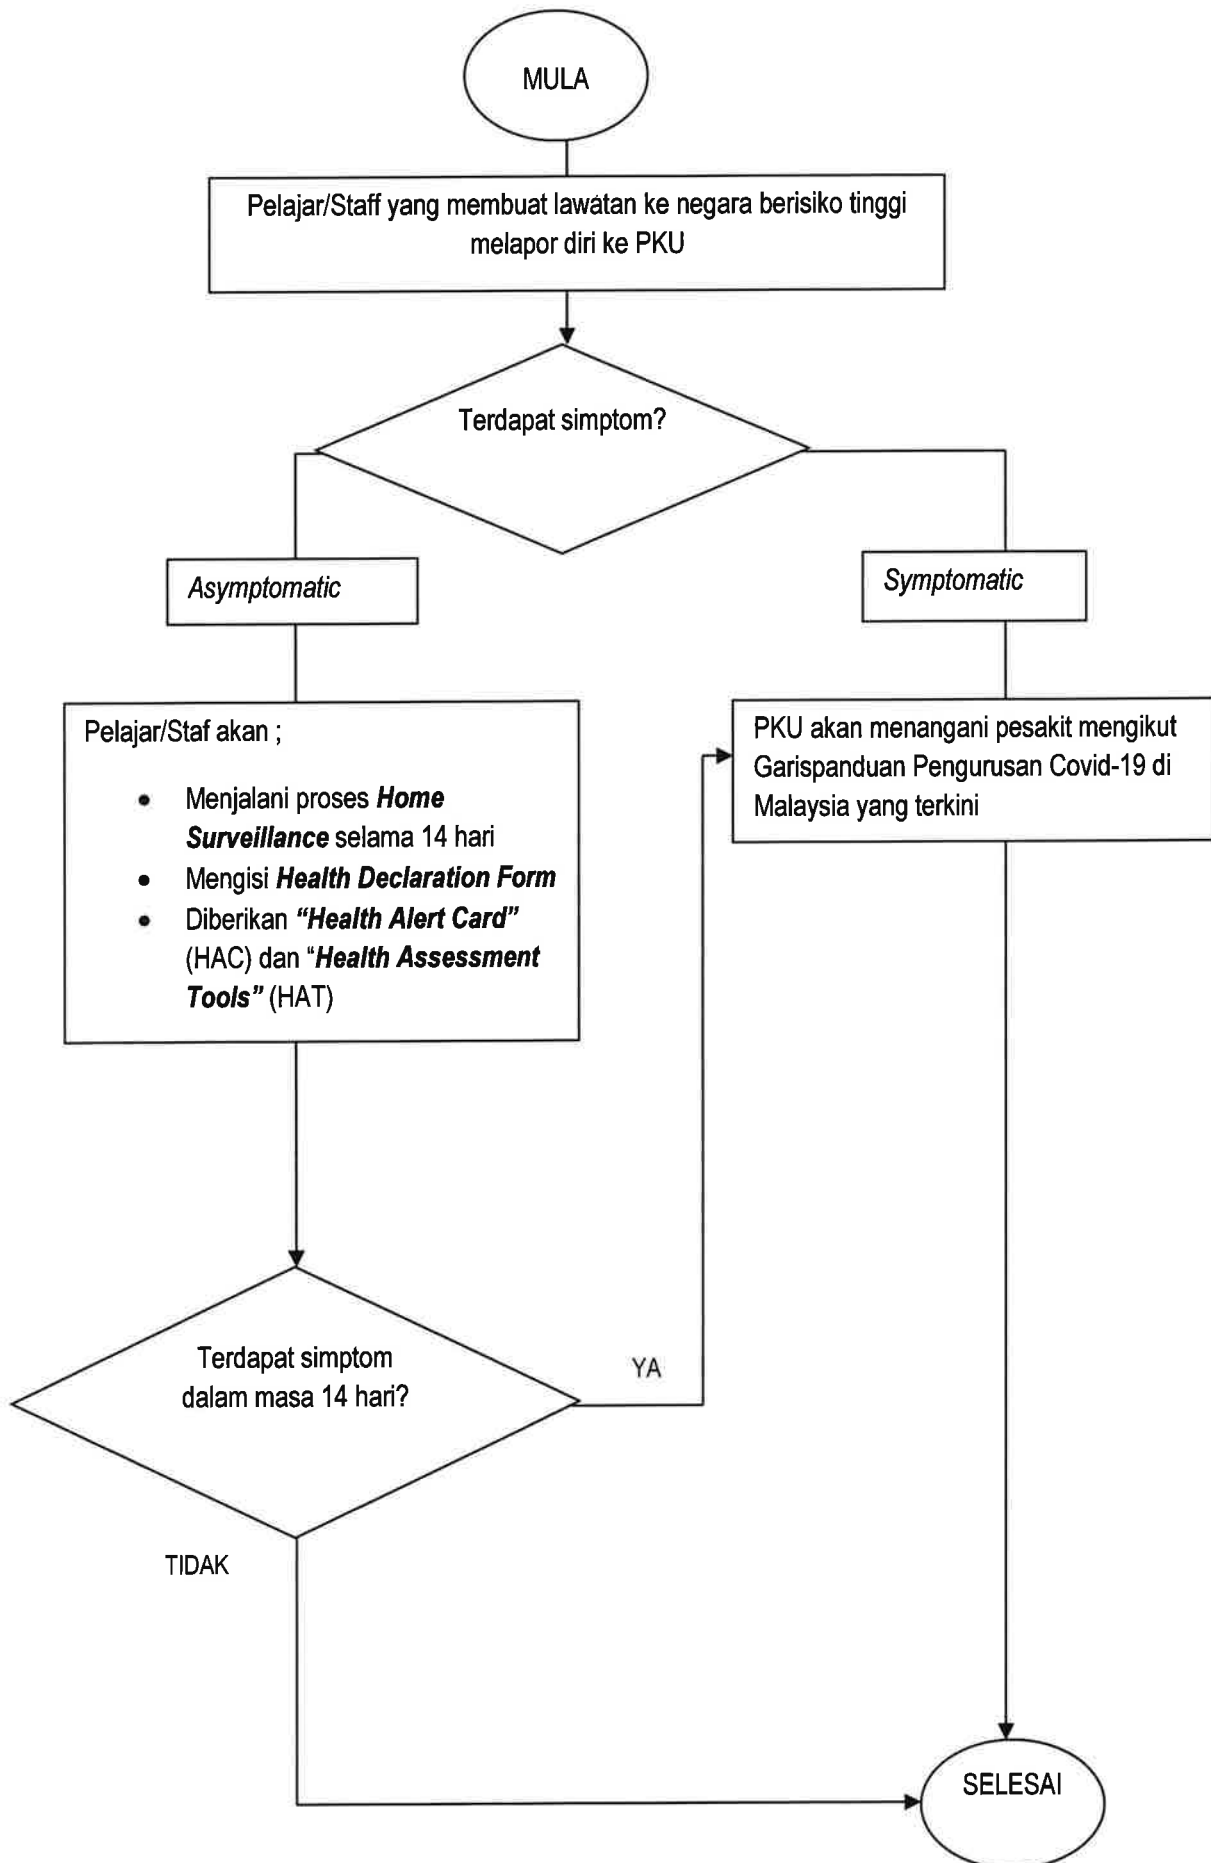 MULA
Pelajar/Staff yang membuat lawatan ke negara berisiko tinggi
melapor diri ke PKU
Terdapat simptom?
Asymptomatic
Symptomatic
Pelajar/Staf akan ;
• Menjalani proses Home
Surveillance selama 14 hari
• Mengisi Health Declaration Form
• Diberikan “Health Alert Card”
(HAC) dan “Health Assessment
Tools” (HAT)
PKU akan menangani pesakit mengikut
Garispanduan Pengurusan Covid-19 di
Malaysia yang terkini
Terdapat simptom
dalam masa 14 hari?
YA
TIDAK
SELESAI